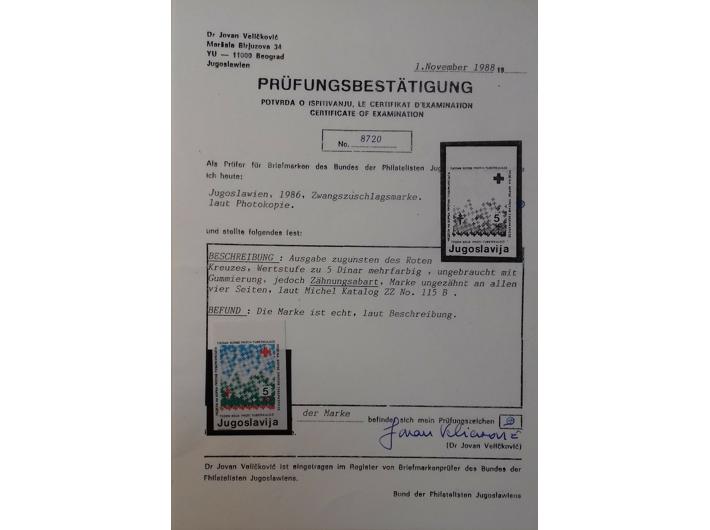 Dr Jovan Veličković
Maršala Birjuzova 34
YU — 11000 Beograd
Jugoslawien
1.November 1988 19
PRÜFUNGSBESTÄTIGUNG
POTVRDA O ISPITIVANJU, LE CERTIFIKAT D'EXAMINATION
CERTIFICATE OF EXAMINATION
No. 8720
Als Prüfer für Briefmarken des Bundes der Philatelisten Jug
ich heute:
Jugoslawien, 1986, Zwangszuschlagsmarke.
laut Photokopie.
5
Jugoslavija
und stellte folgendes fest:
BESCHREIBUNG : Ausgabe zugunsten des Roten
Kreuzes, Wertstufe zu 5 Dinar mehrfarbig , ungebraucht mit
Gummierung, jedoch Zähnungsabart, Marke ungezähnt an allen
vier Seiten, laut Michel Katalog ZZ No. 115 B .
BEFUND : Die Marke ist echt, laut Beschreibung.
5
Jugoslavija
der Marke befindet sich mein Prüfungszeichen
Jovan Veličković
(Dr Jovan Veličković)
Dr Jovan Veličković ist eingetragen im Register von Briefmarkenprüfer des Bundes der
Philatelisten Jugoslawiens.
Bund der Philatelisten Jugoslawiens